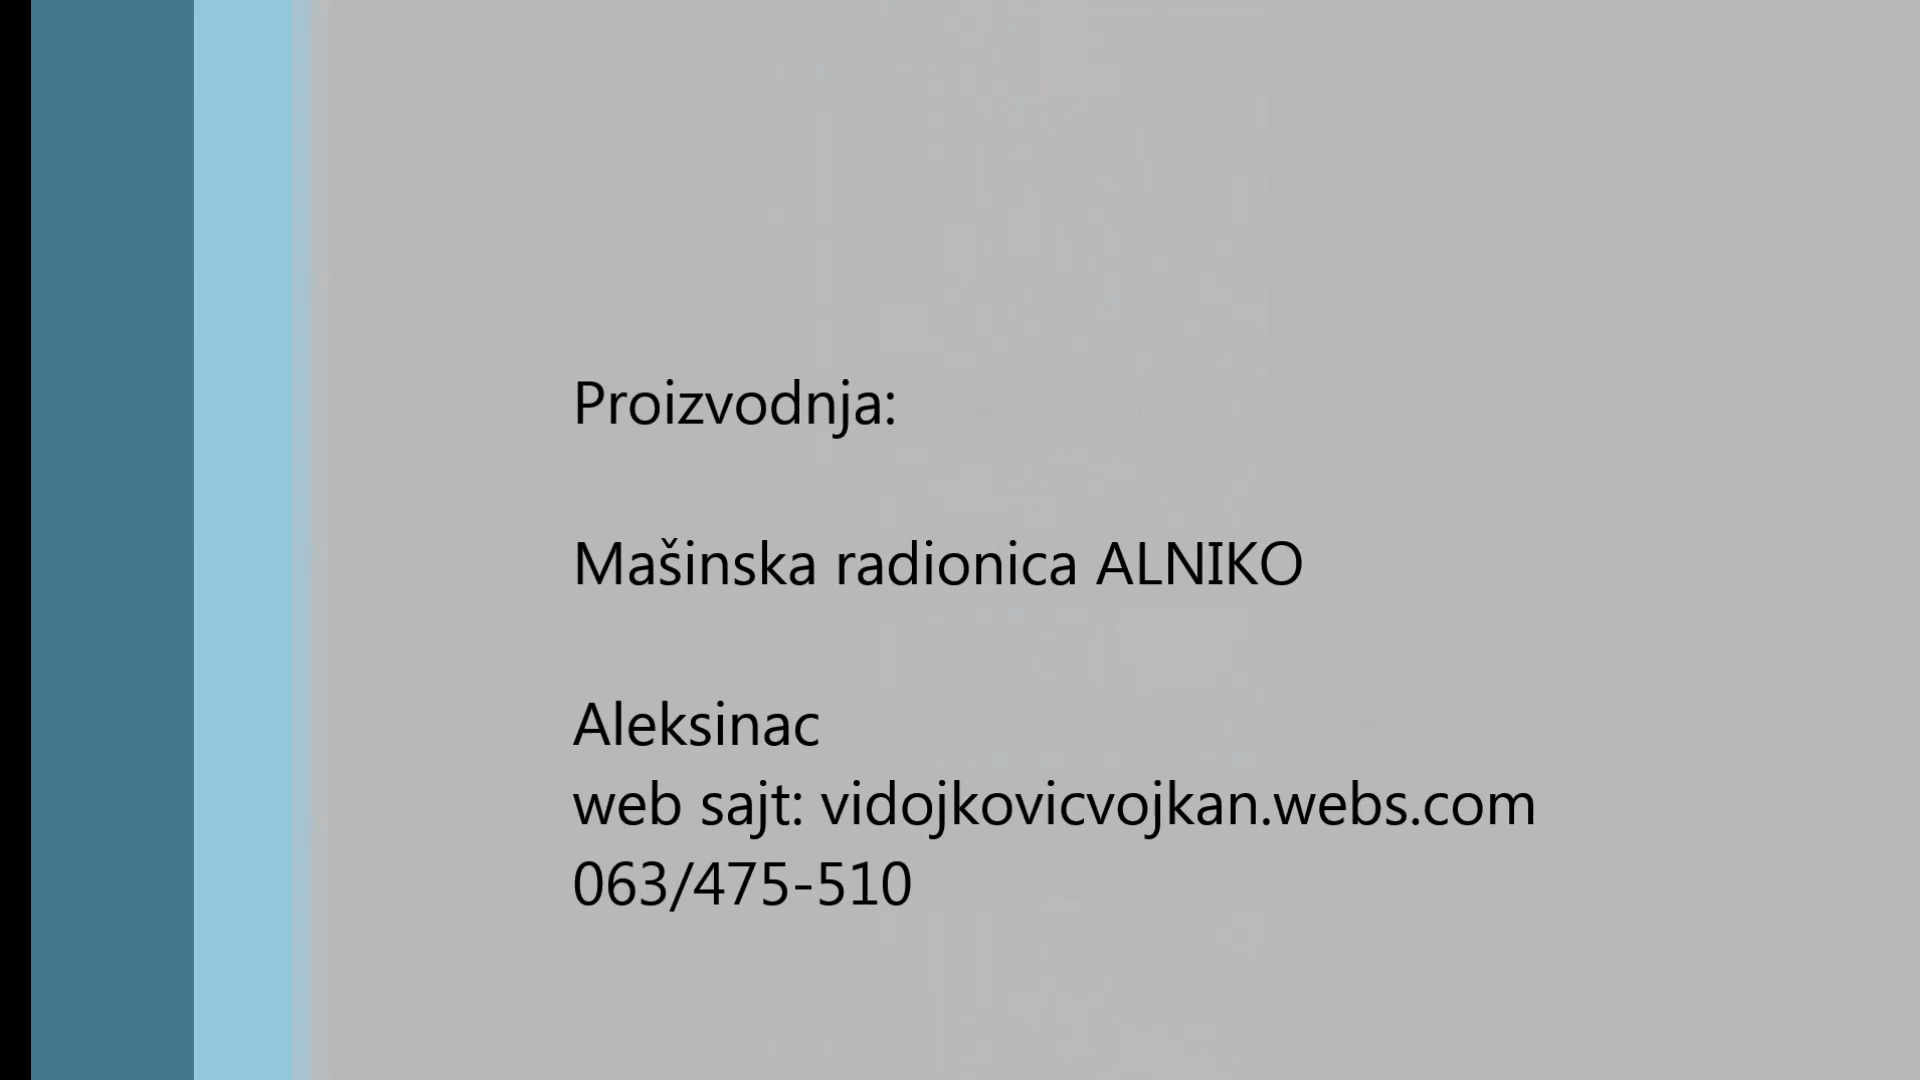 Proizvodnja:
Mašinska radionica ALNIKO
Aleksinac
web sajt: vidojkovicvojkan.webs.com
063/475-510